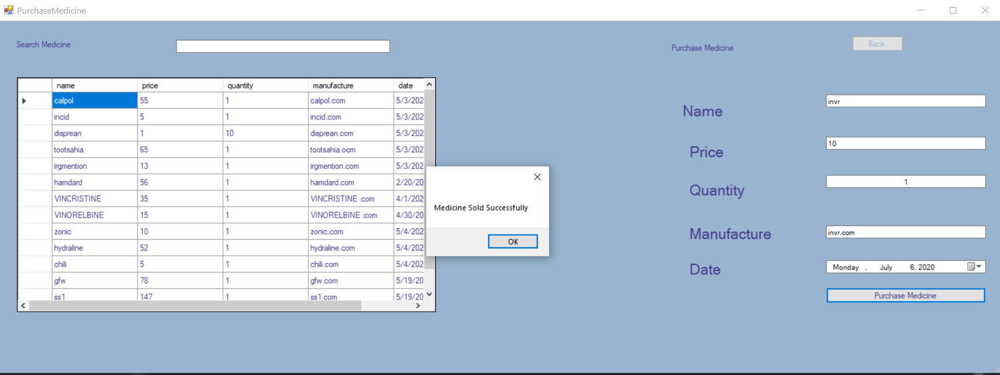 PurchaseMedicine
Search Medicine
Purchase Medicine
Back
name price quantity manufacture date
calpol 55 1 calpol.com 5/3/202
incid 5 1 incid.com 5/3/202
disprean 1 10 disprean.com 5/3/202
tootsahia 65 1 tootsahia.ocm 5/3/202
irgmention 13 1 irgmention.com 5/3/202
hamdard 56 1 hamdard.com 2/20/20
VINCRISTINE 35 1 VINCRISTINE .com 4/1/202
VINORELBINE 15 1 VINORELBINE .com 4/30/20
zonic 10 1 zonic.com 5/4/202
hydraline 52 1 hydraline.com 5/4/202
chili 5 1 chili.com 5/4/202
gfw 78 1 gfw.com 5/19/20
ss1 147 1 ss1.com 5/19/20
Medicine Sold Successfully
OK
Name invr
Price 10
Quantity 1
Manufacture invr.com
Date Monday , July 6, 2020
Purchase Medicine